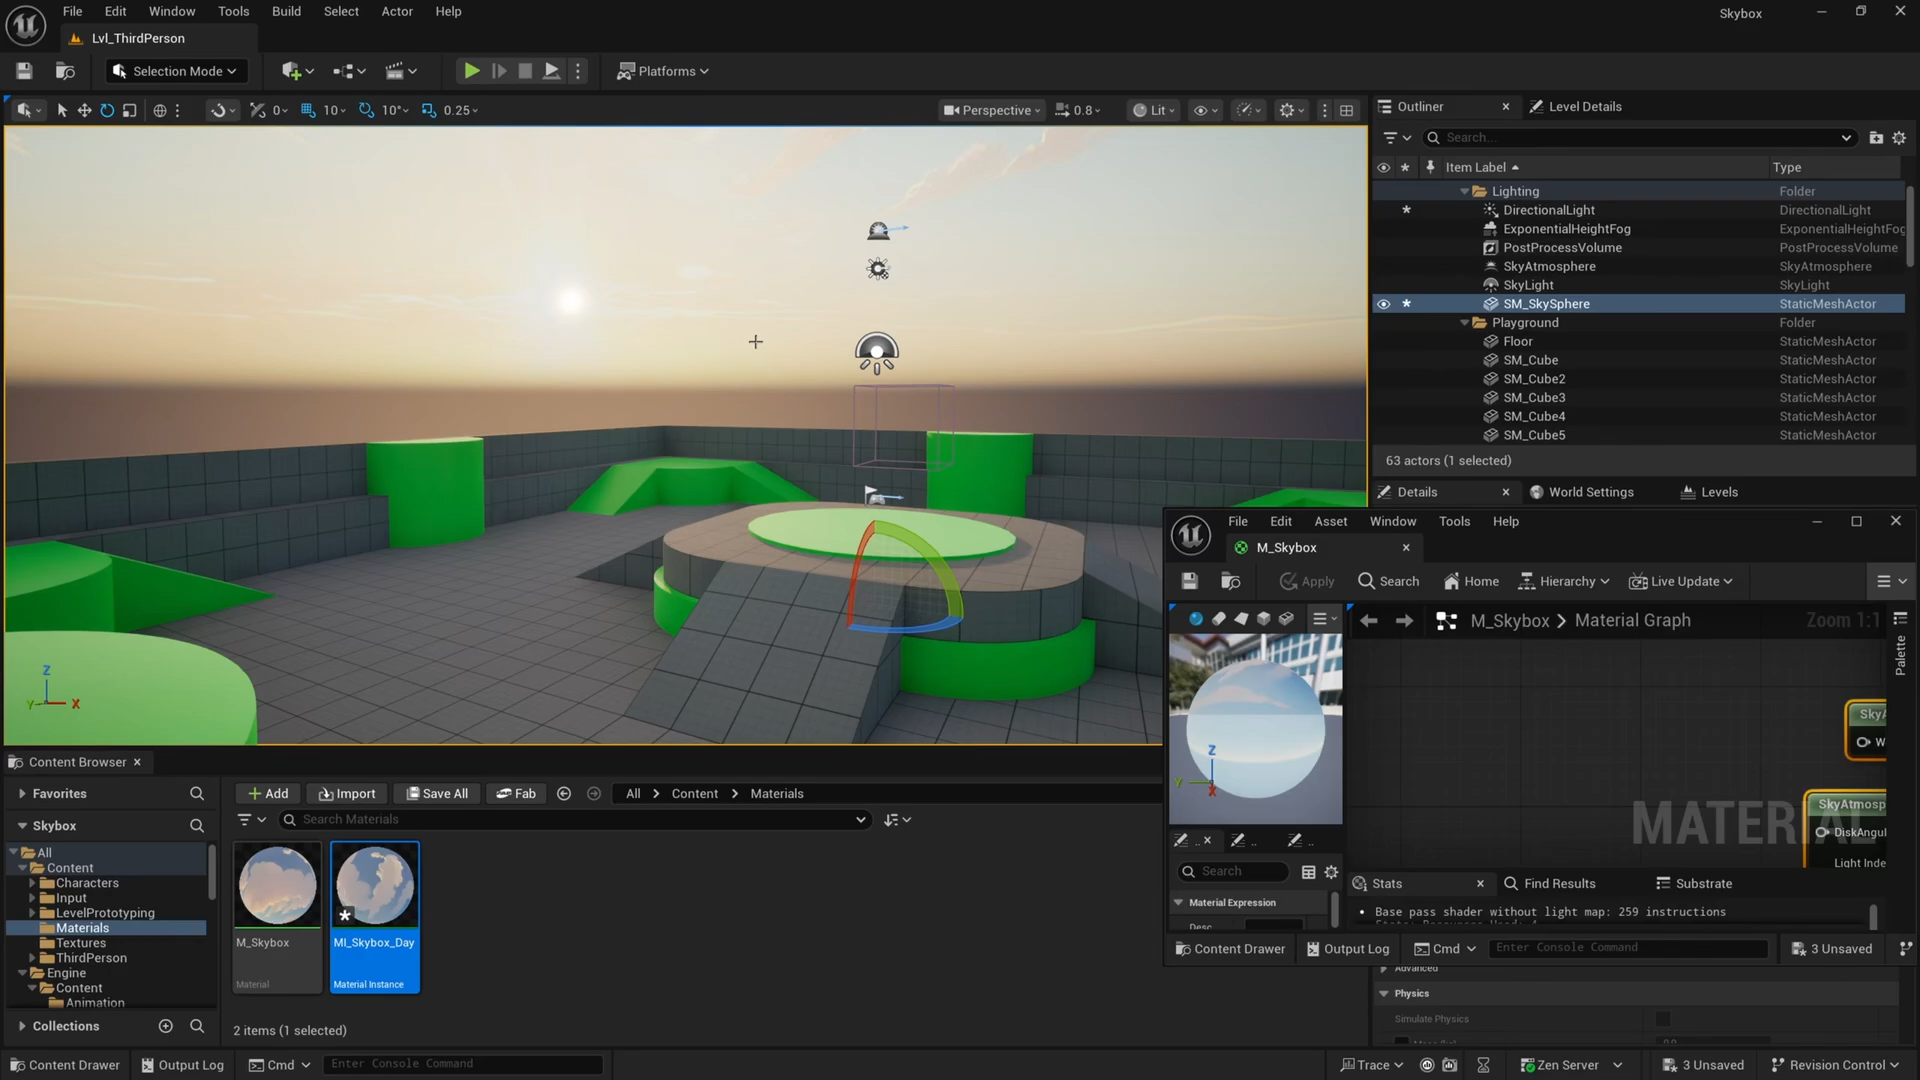 File Edit Window Tools Build Select Actor Help
Skybox
Lvl_ThirdPerson
Selection Mode
Platforms
0 10 10° 0.25
Perspective 0.8 Lit
Outliner Level Details
Search...
Item Label Type
Lighting Folder
DirectionalLight DirectionalLight
ExponentialHeightFog ExponentialHeightFog
PostProcessVolume PostProcessVolume
SkyAtmosphere SkyAtmosphere
SkyLight SkyLight
SM_SkySphere StaticMeshActor
Playground Folder
Floor StaticMeshActor
SM_Cube StaticMeshActor
SM_Cube2 StaticMeshActor
SM_Cube3 StaticMeshActor
SM_Cube4 StaticMeshActor
SM_Cube5 StaticMeshActor
63 actors (1 selected)
Details World Settings Levels
File Edit Asset Window Tools Help
M_Skybox
Apply Search Home Hierarchy Live Update
M_Skybox Material Graph Zoom 1:1
Palette
SkyA
W
SkyAtmosp
DiskAngul
Light Inde
MATERIAL
Z
Y
X
Search
Material Expression
Desc
Stats Find Results Substrate
Base pass shader without light map: 259 instructions
Content Drawer Output Log Cmd Enter Console Command 3 Unsaved
Advanced
Physics
Simulate Physics
Z
Y X
Content Browser
Favorites
Skybox
All
Content
Characters
Input
LevelPrototyping
Materials
Textures
ThirdPerson
Engine
Content
Animation
Collections
Add Import Save All Fab All Content Materials
Search Materials
M_Skybox
Material
MI_Skybox_Day
Material Instance
2 items (1 selected)
Content Drawer Output Log Cmd Enter Console Command
Trace Zen Server 3 Unsaved Revision Control